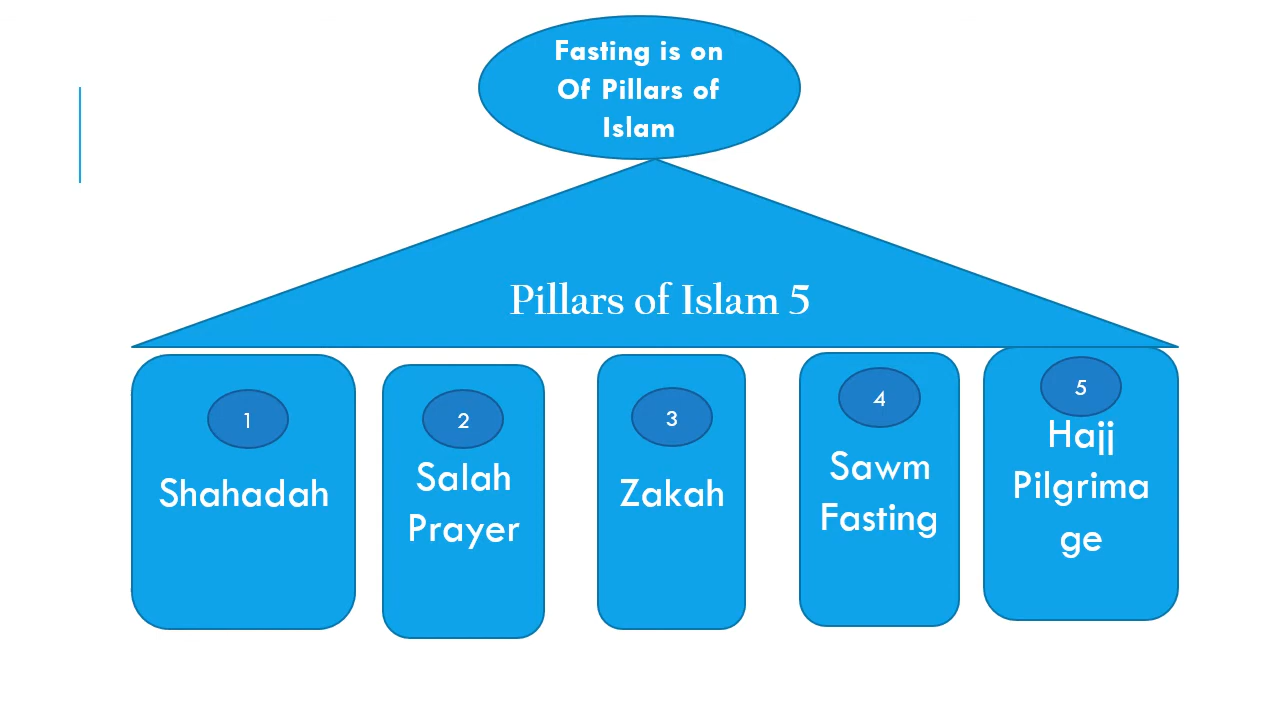 Fasting is on
Of Pillars of
Islam
Pillars of Islam 5
1
Shahadah
2
Salah
Prayer
3
Zakah
4
Sawm
Fasting
5
Hajj
Pilgrima
ge